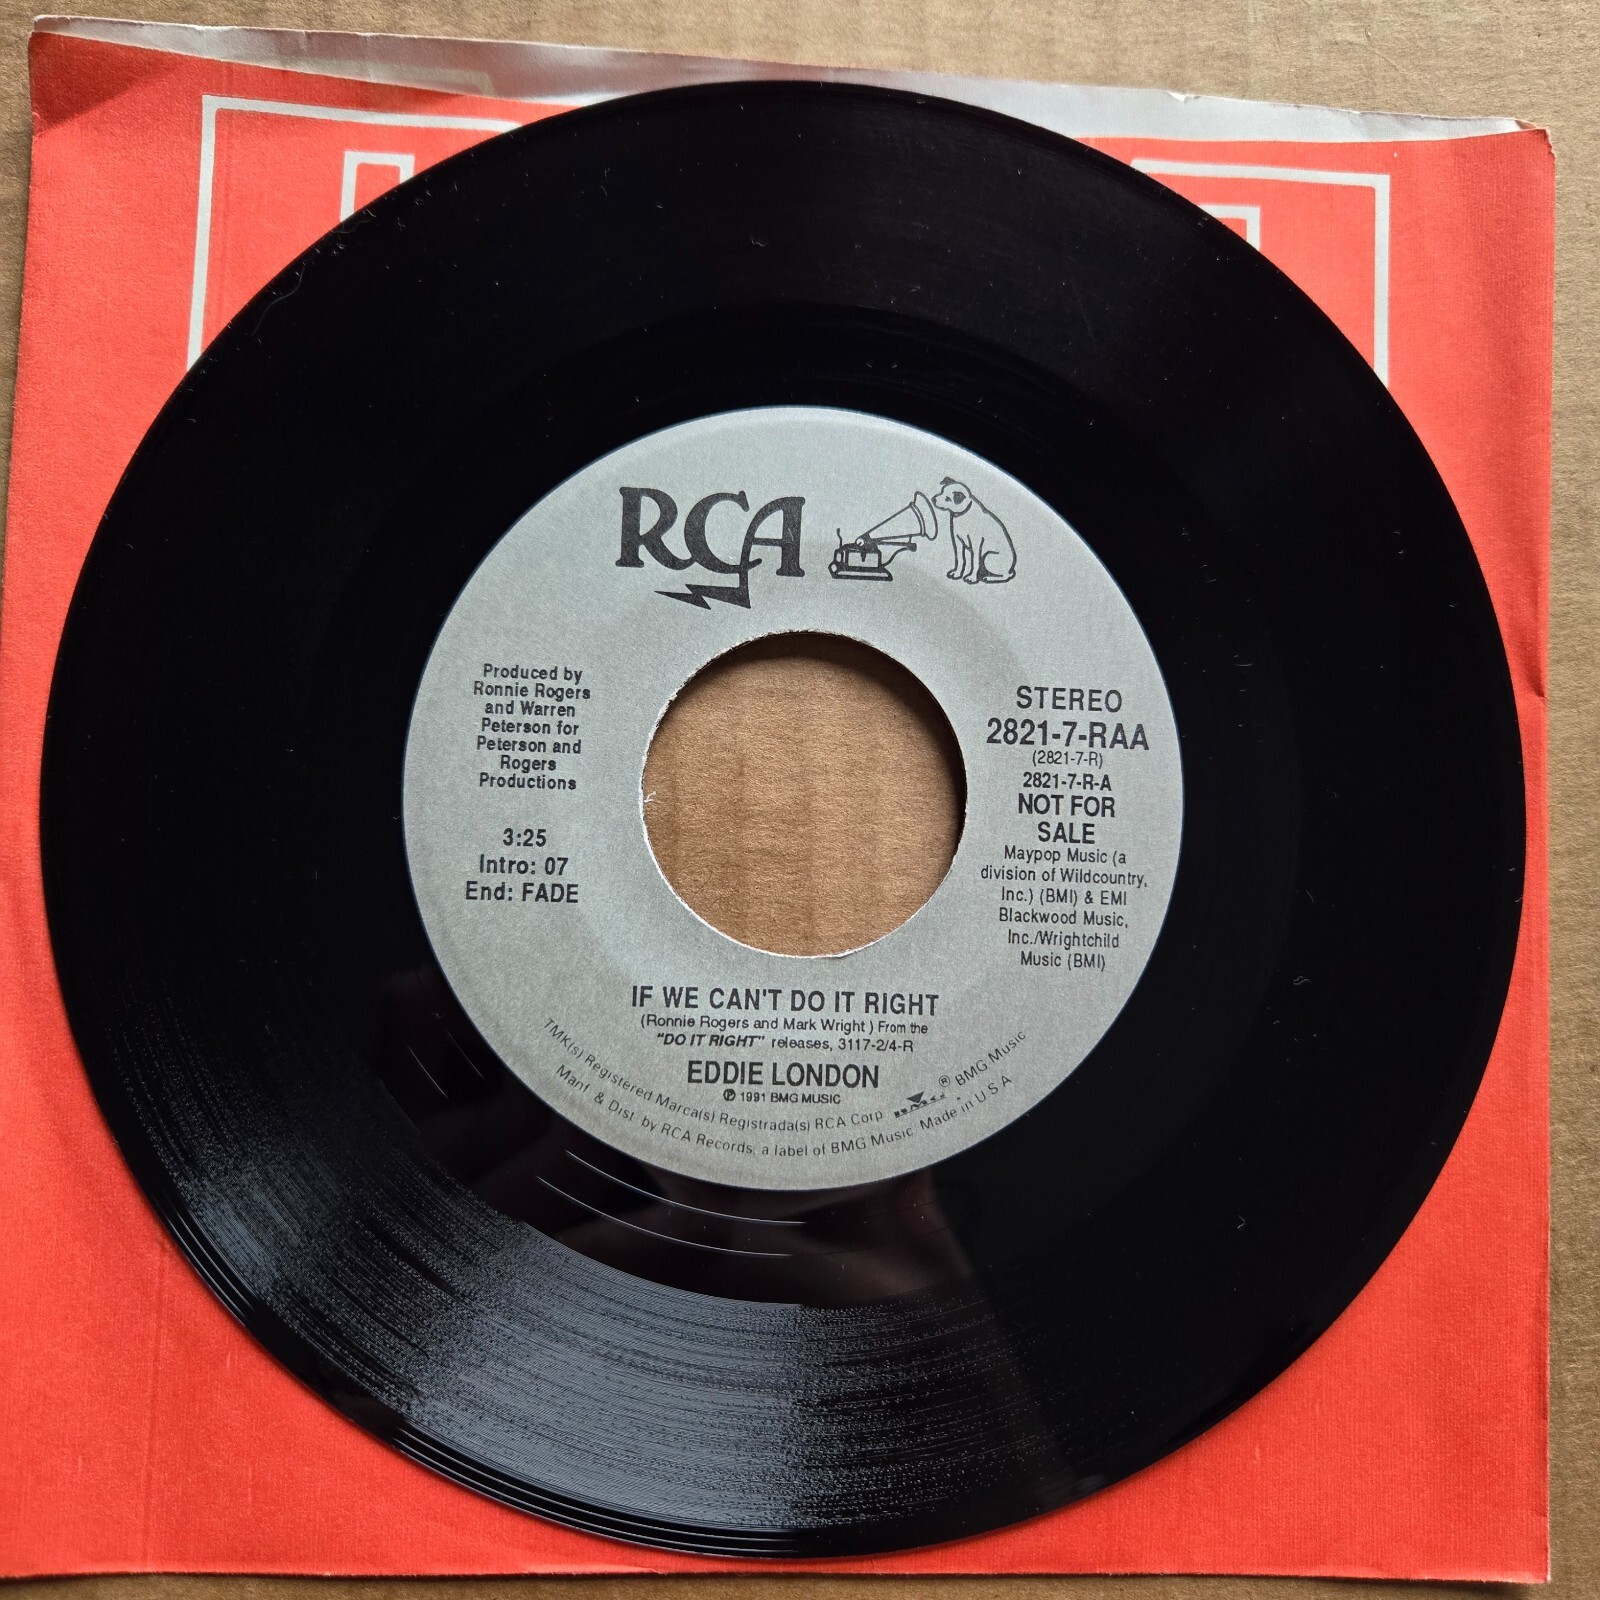 RCA
Produced by
Ronnie Rogers
and Warren
Peterson for
Peterson and
Rogers
Productions
3:25
Intro: 07
End: FADE
STEREO
2821-7-RAA
(2821-7-R)
2821-7-R-A
NOT FOR
SALE
Maypop Music (a
division of Wildcountry,
Inc.) (BMI) & EMI
Blackwood Music,
Inc./Wrightchild
Music (BMI)
IF WE CAN'T DO IT RIGHT
(Ronnie Rogers and Mark Wright ) From the
"DO IT RIGHT" releases, 3117-2/4-R
EDDIE LONDON
℗ 1991 BMG MUSIC
TMK(s) Registered Marca(s) Registrada(s) RCA Corp BMG ® BMG Music
Manf. & Dist. by RCA Records, a label of BMG Music. Made in U S A